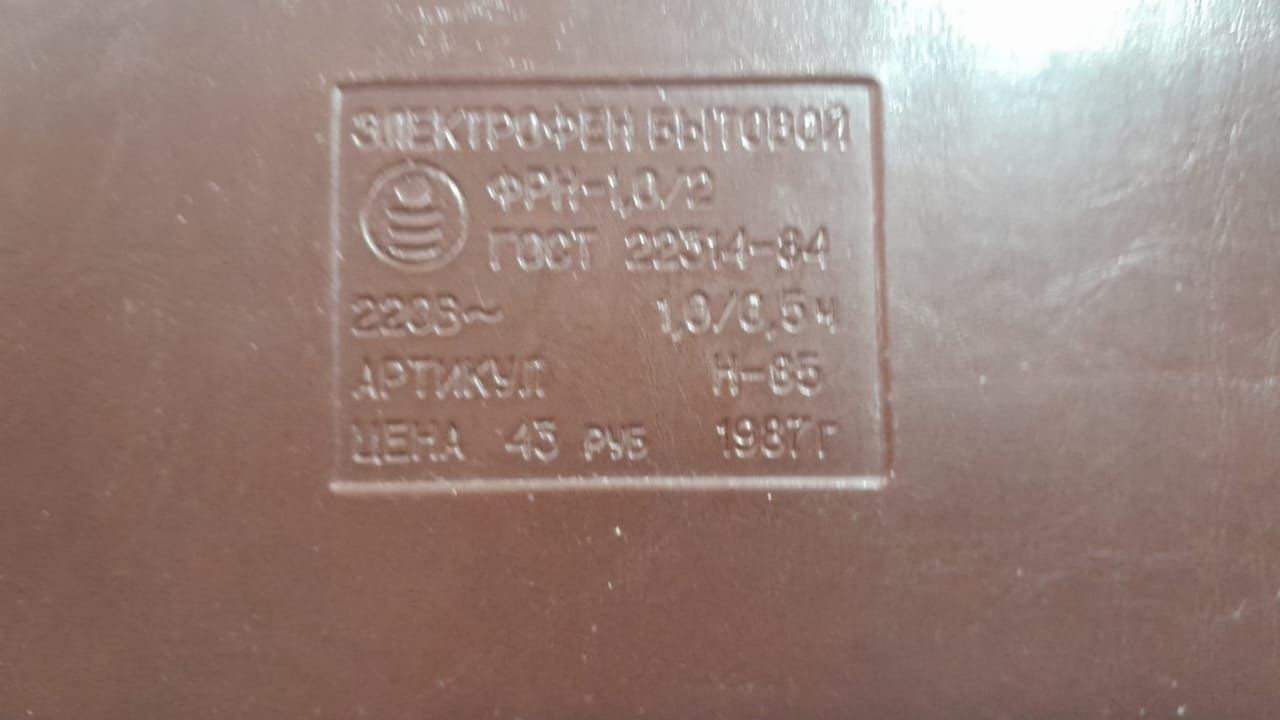 ЭЛЕКТРОФЕН БЫТОВОЙ
ФРН-1,0/2
ГОСТ 22314-84
220В~ 1,0/0,5 ч
АРТИКУЛ Н-65
ЦЕНА 45 РУБ 1987 Г